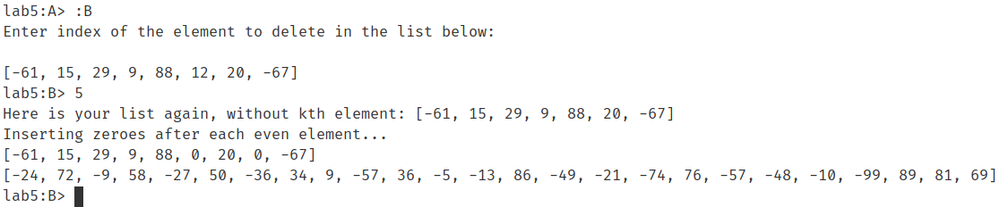 lab5:A> :B
Enter index of the element to delete in the list below:
[-61, 15, 29, 9, 88, 12, 20, -67]
lab5:B> 5
Here is your list again, without kth element: [-61, 15, 29, 9, 88, 20, -67]
Inserting zeroes after each even element...
[-61, 15, 29, 9, 88, 0, 20, 0, -67]
[-24, 72, -9, 58, -27, 50, -36, 34, 9, -57, 36, -5, -13, 86, -49, -21, -74, 76, -57, -48, -10, -99, 89, 81, 69]
lab5:B>